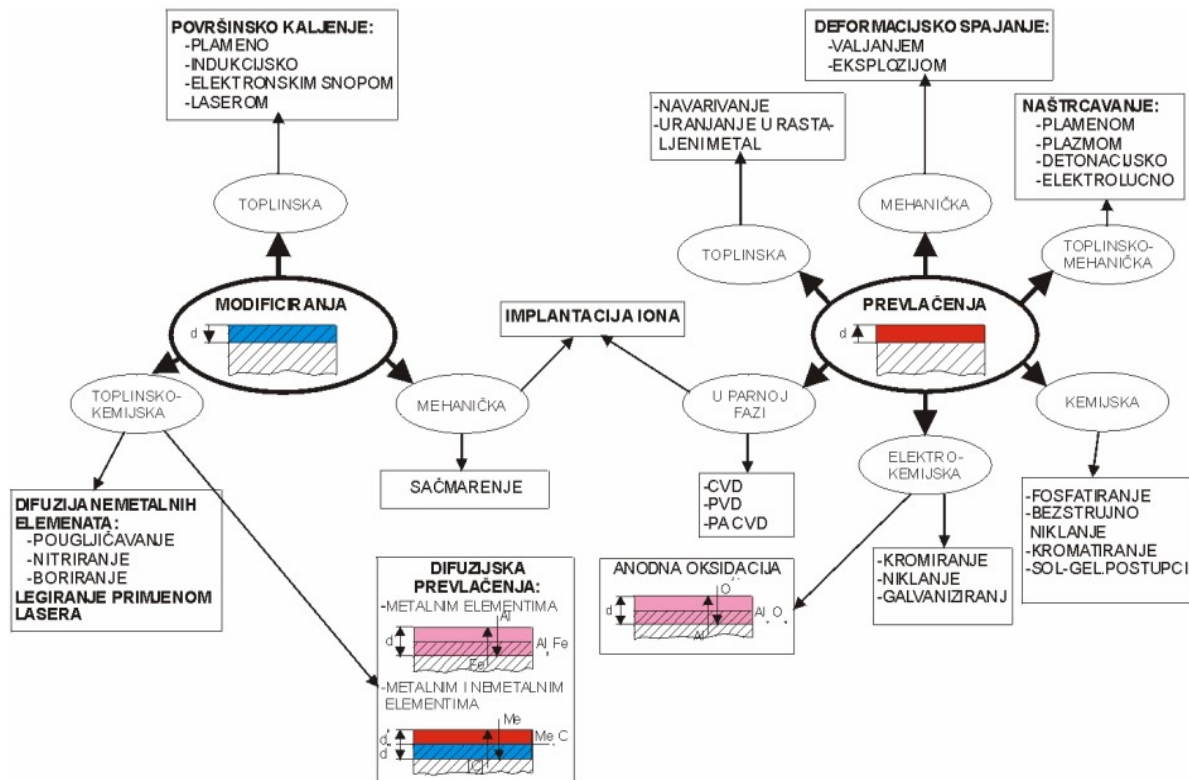 POVRŠINSKO KALJENJE:
-PLAMENO
-INDUKCIJSKO
-ELEKTRONSKIM SNOPOM
-LASEROM
DEFORMACIJSKO SPAJANJE:
-VALJANJEM
-EKSPLOZIJOM
-NAVARIVANJE
-URANJANJE U RASTA-
LJENI METAL
NAŠTRCAVANJE:
-PLAMENOM
-PLAZMOM
-DETONACIJSKO
-ELEKTROLUCNO
TOPLINSKA
MEHANIČKA
TOPLINSKA
TOPLINSKO-
MEHANIČKA
MODIFICIRANJA
d
IMPLANTACIJA IONA
PREVLAČENJA
d
TOPLINSKO-
KEMIJSKA
MEHANIČKA
U PARNOJ
FAZI
KEMIJSKA
ELEKTRO-
KEMIJSKA
SAČMARENJE
-CVD
-PVD
-PACVD
DIFUZIJA NEMETALNIH
ELEMENATA:
-POUGLJIČAVANJE
-NITRIRANJE
-BORIRANJE
LEGIRANJE PRIMJENOM
LASERA
-FOSFATIRANJE
-BEZSTRUJNO
NIKLANJE
-KROMATIRANJE
-SOL-GEL.POSTUPCI
-KROMIRANJE
-NIKLANJE
-GALVANIZIRANJ
ANODNA OKSIDACIJA
O
d
Al O
Al
DIFUZIJSKA
PREVLAČENJA:
-METALNIM ELEMENTIMA
Al
d
Al Fe
Fe
-METALNIM I NEMETALNIM
ELEMENTIMA
Me
d
Me C
d